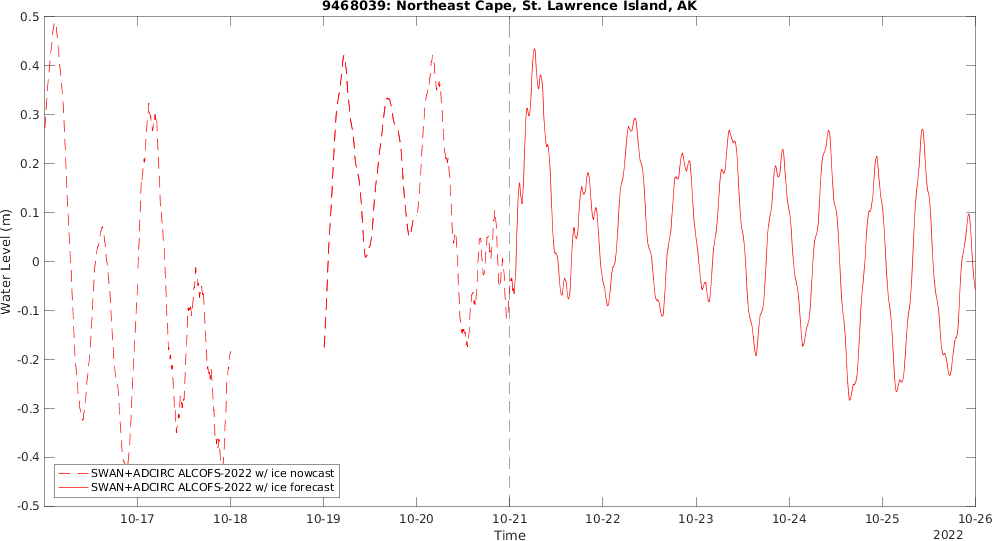 9468039: Northeast Cape, St. Lawrence Island, AK
0.5
0.4
0.3
0.2
0.1
0
-0.1
-0.2
-0.3
-0.4
-0.5
Water Level (m)
SWAN+ADCIRC ALCOFS-2022 w/ ice nowcast
SWAN+ADCIRC ALCOFS-2022 w/ ice forecast
10-17 10-18 10-19 10-20 10-21 10-22 10-23 10-24 10-25 10-26
Time
2022